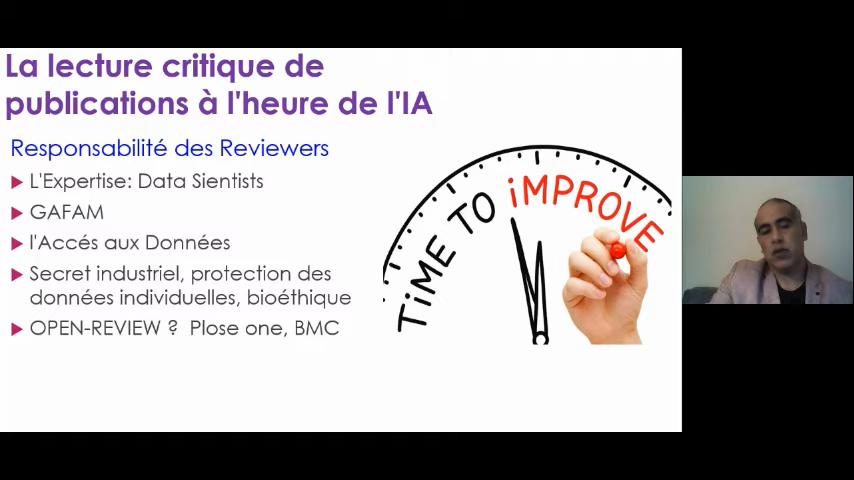 La lecture critique de
publications à l'heure de l'IA
Responsabilité des Reviewers
L'Expertise: Data Sientists
GAFAM
l'Accés aux Données
Secret industriel, protection des
données individuelles, bioéthique
OPEN-REVIEW ? Plose one, BMC
TiME TO iMPROVE